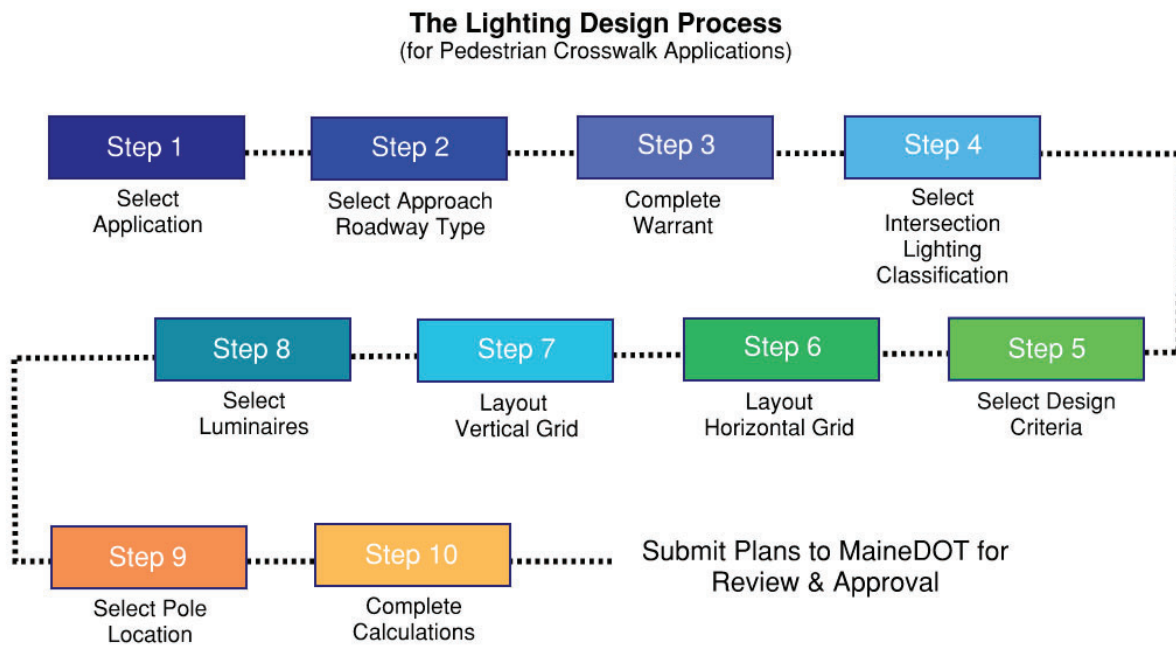 The Lighting Design Process
(for Pedestrian Crosswalk Applications)
Step 1
Select
Application
Step 2
Select Approach
Roadway Type
Step 3
Complete
Warrant
Step 4
Select
Intersection
Lighting
Classification
Step 5
Select Design
Criteria
Step 6
Layout
Horizontal Grid
Step 7
Layout
Vertical Grid
Step 8
Select
Luminaires
Step 9
Select Pole
Location
Step 10
Complete
Calculations
Submit Plans to MaineDOT for
Review & Approval